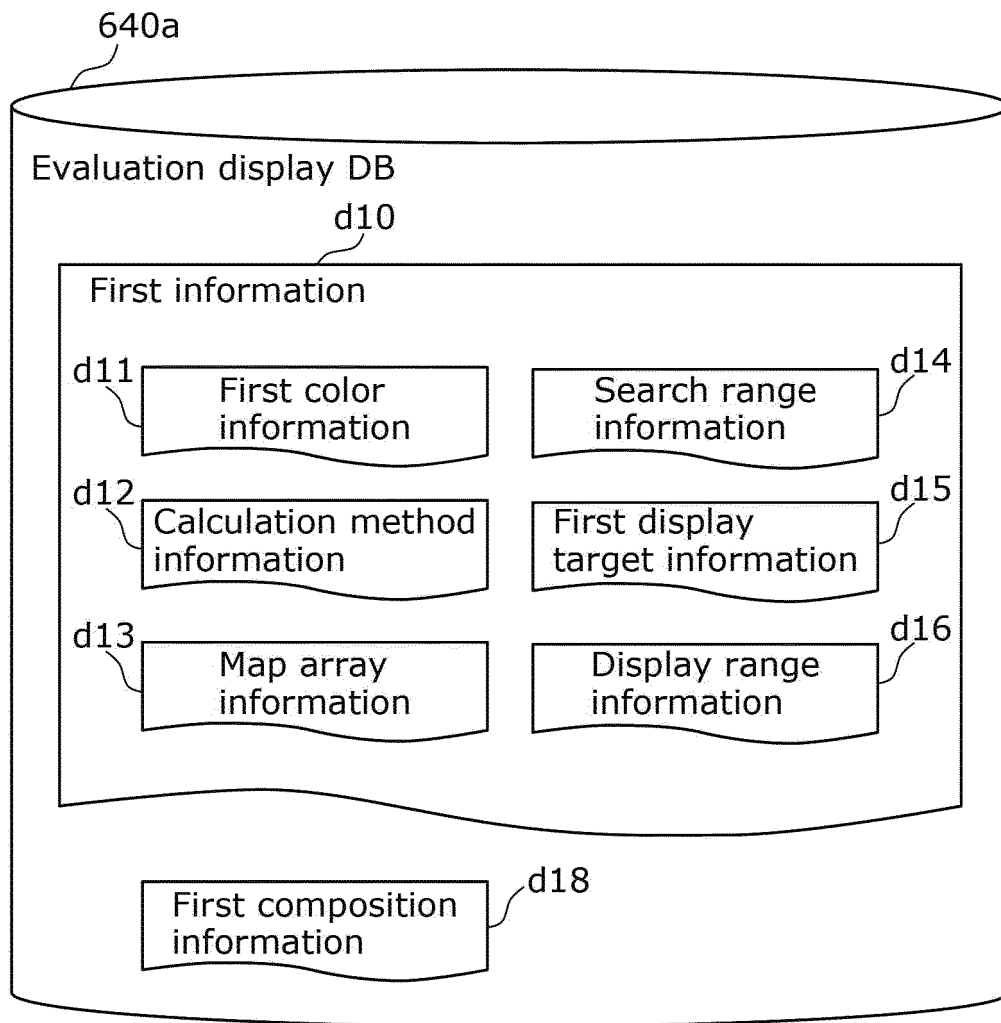 640a
Evaluation display DB
d10
First information
d11
First color
information
d14
Search range
information
d12
Calculation method
information
d15
First display
target information
d13
Map array
information
d16
Display range
information
First composition
information
d18